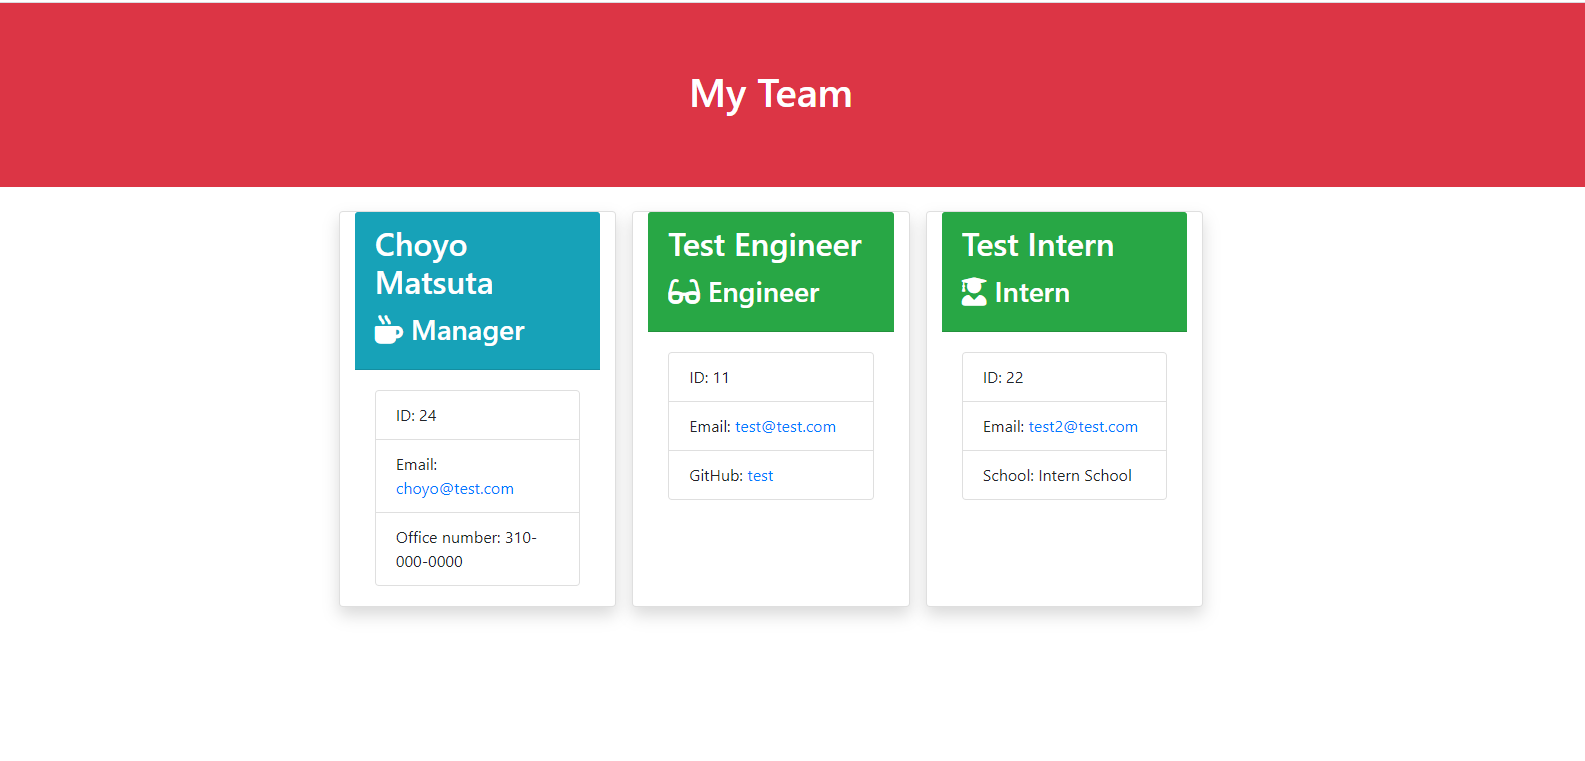 My Team
Choyo
Matsuta
Manager
ID: 24
Email:
choyo@test.com
Office number: 310-
000-0000
Test Engineer
Engineer
ID: 11
Email: test@test.com
GitHub: test
Test Intern
Intern
ID: 22
Email: test2@test.com
School: Intern School